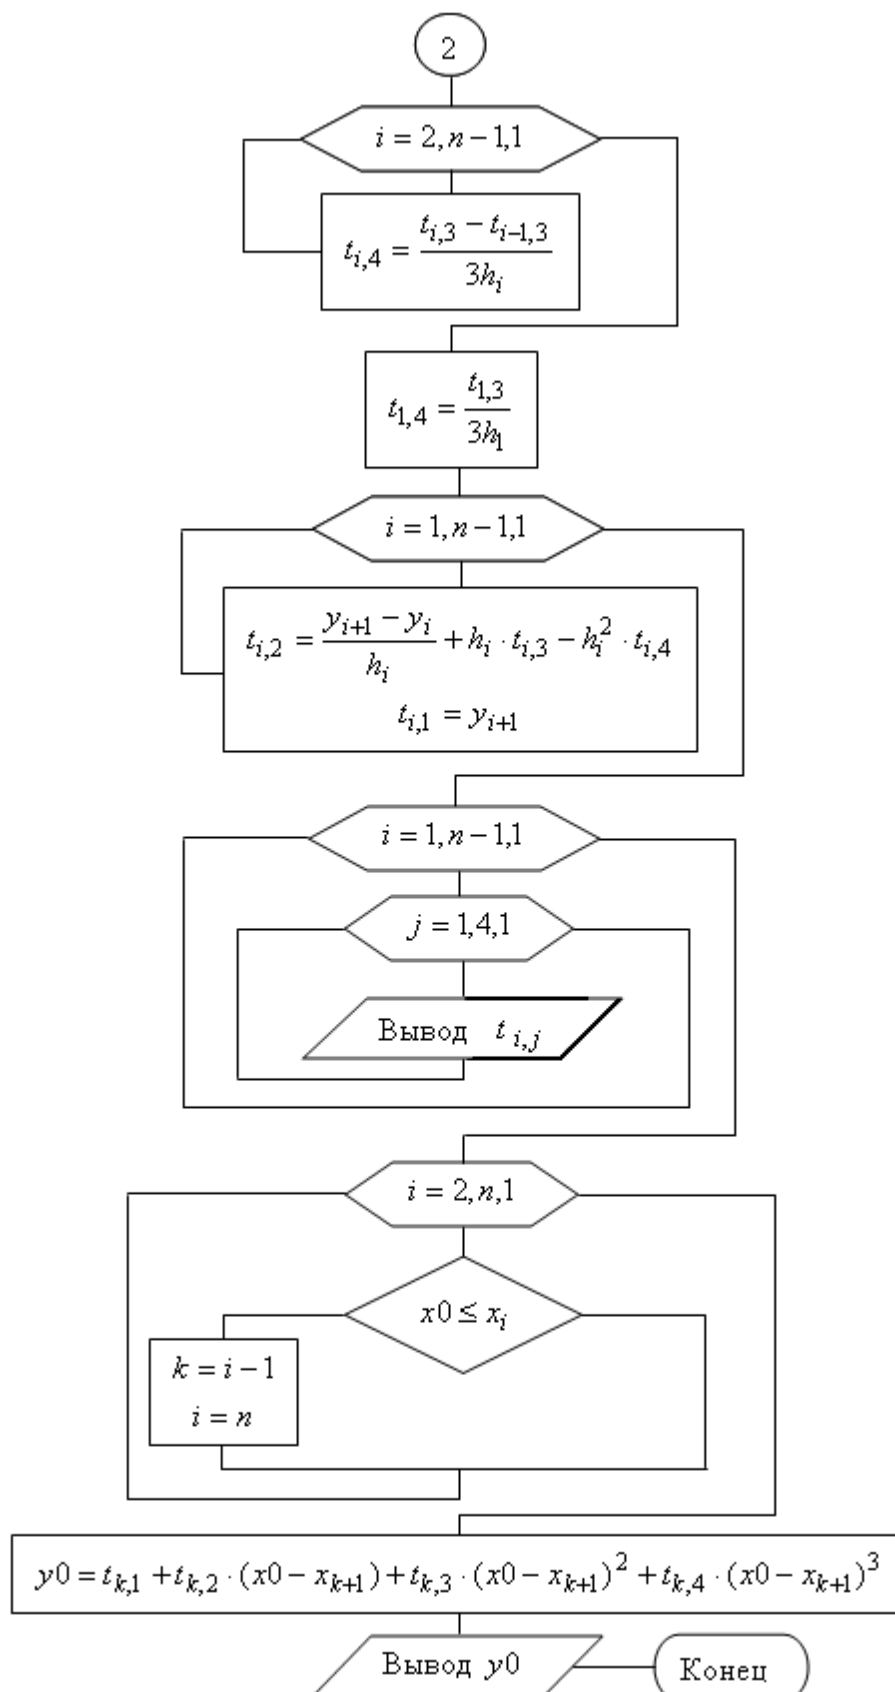 2
i = 2, n − 1,1
t_{i,4} = \frac{t_{i,3} − t_{i−1,3}}{3h_i}
t_{1,4} = \frac{t_{1,3}}{3h_1}
i = 1, n − 1,1
t_{i,2} = \frac{y_{i+1} − y_i}{h_i} + h_i · t_{i,3} − h_i^2 · t_{i,4}
t_{i,1} = y_{i+1}
i = 1, n − 1,1
j = 1,4,1
Вывод t_{i,j}
i = 2, n, 1
x0 ≤ x_i
k = i − 1
i = n
y0 = t_{k,1} + t_{k,2} · (x0 − x_{k+1}) + t_{k,3} · (x0 − x_{k+1})^2 + t_{k,4} · (x0 − x_{k+1})^3
Вывод y0
Конец